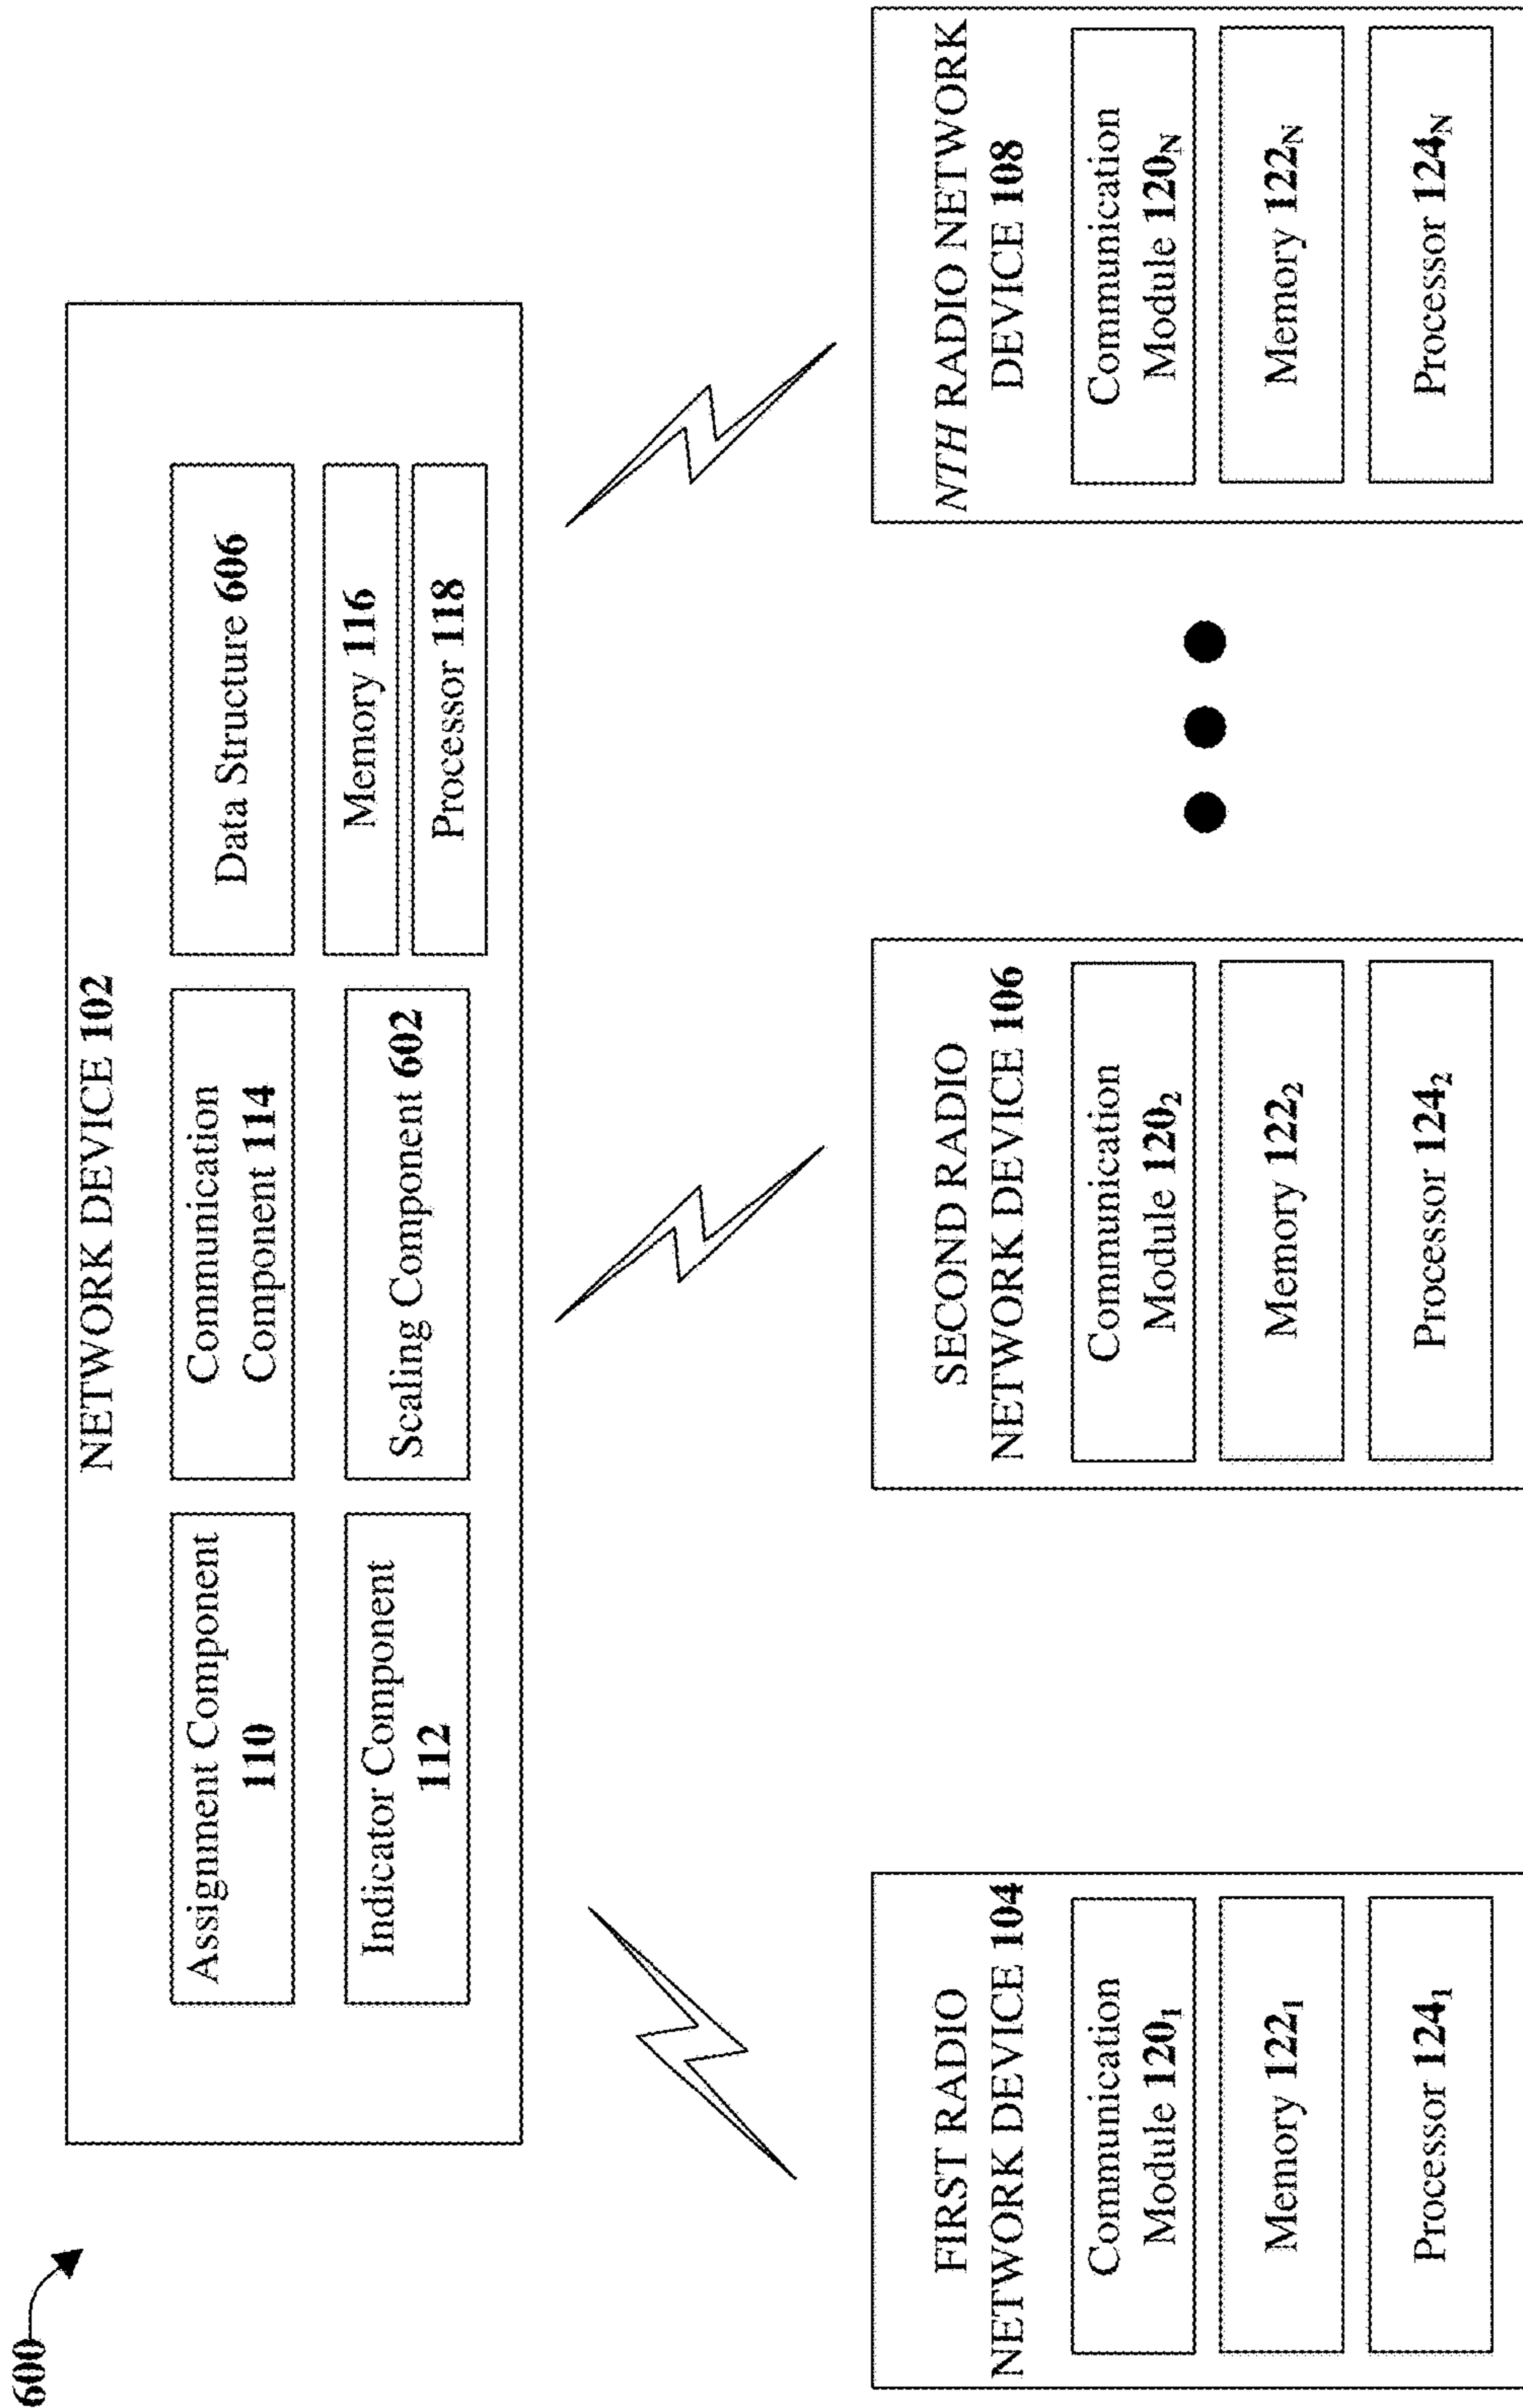 600
NETWORK DEVICE 102
Assignment Component
110
Communication
Component 114
Data Structure 606
Indicator Component
112
Scaling Component 602
Memory 116
Processor 118
FIRST RADIO
NETWORK DEVICE 104
Communication
Module 120₁
Memory 122₁
Processor 124₁
SECOND RADIO
NETWORK DEVICE 106
Communication
Module 120₂
Memory 122₂
Processor 124₂
NTH RADIO NETWORK
DEVICE 108
Communication
Module 120N
Memory 122N
Processor 124N